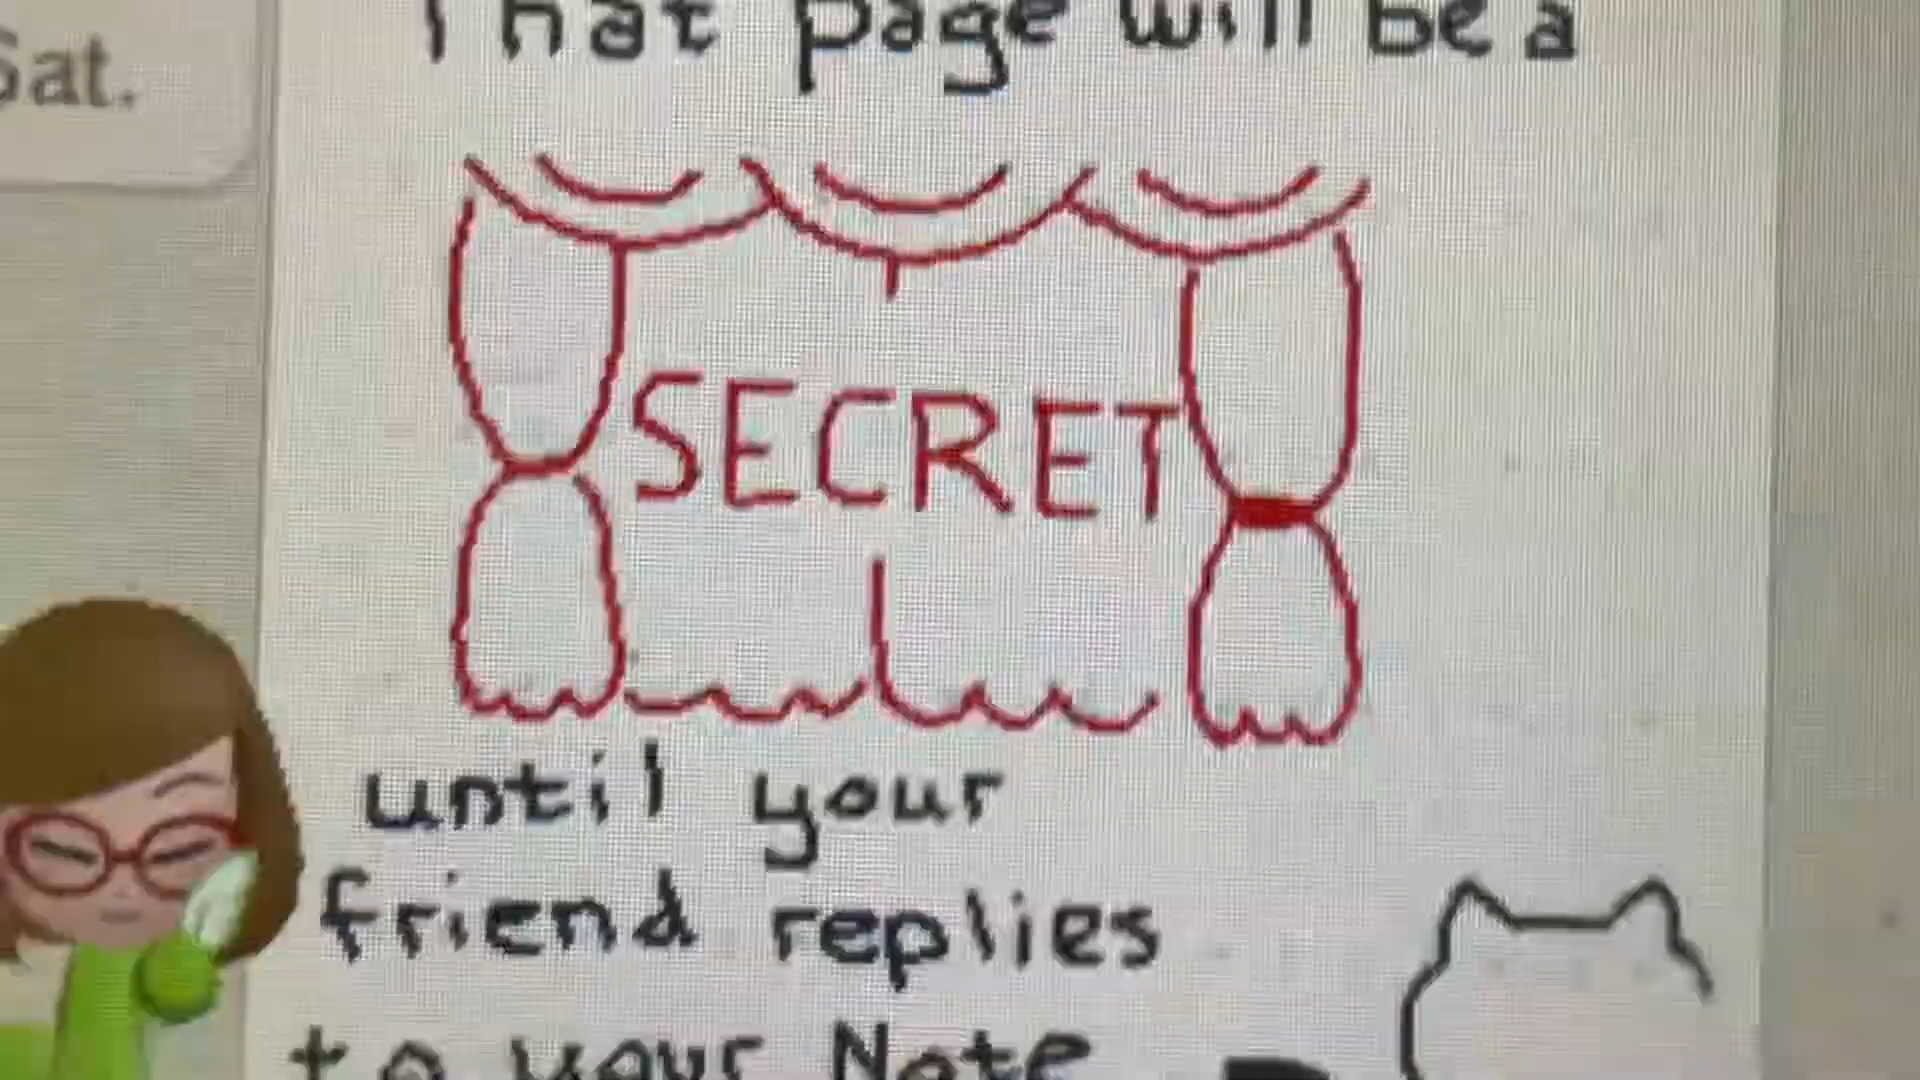 Sat.
That page will be a
SECRET
until your
friend replies
to your Note